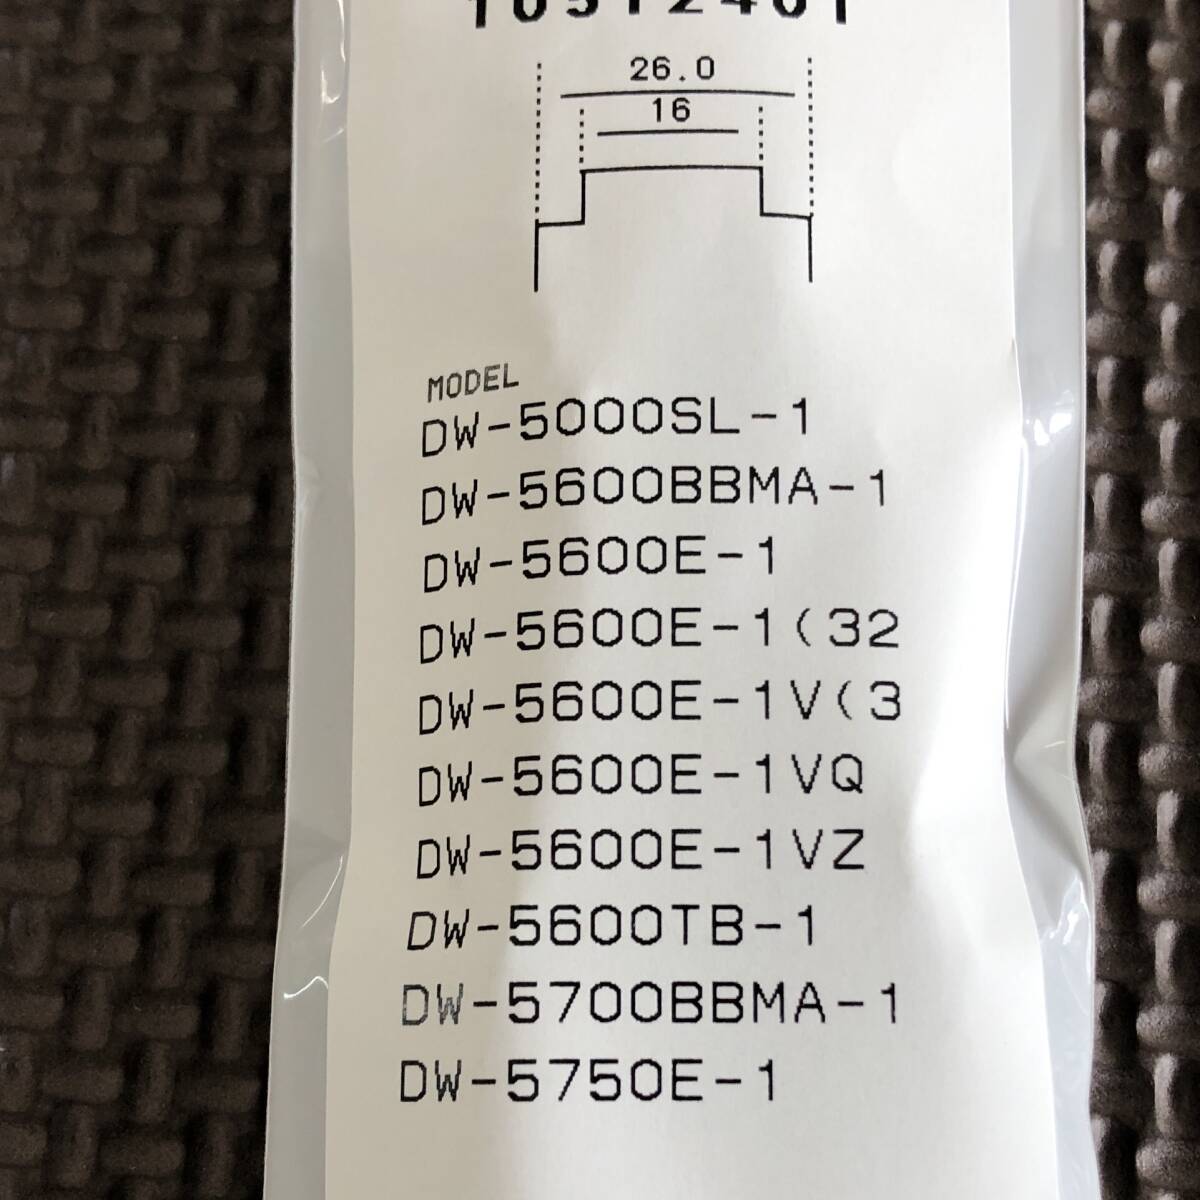 10512401
26.0
16
MODEL
DW-5000SL-1
DW-5600BBMA-1
DW-5600E-1
DW-5600E-1(32
DW-5600E-1V(3
DW-5600E-1VQ
DW-5600E-1VZ
DW-5600TB-1
DW-5700BBMA-1
DW-5750E-1